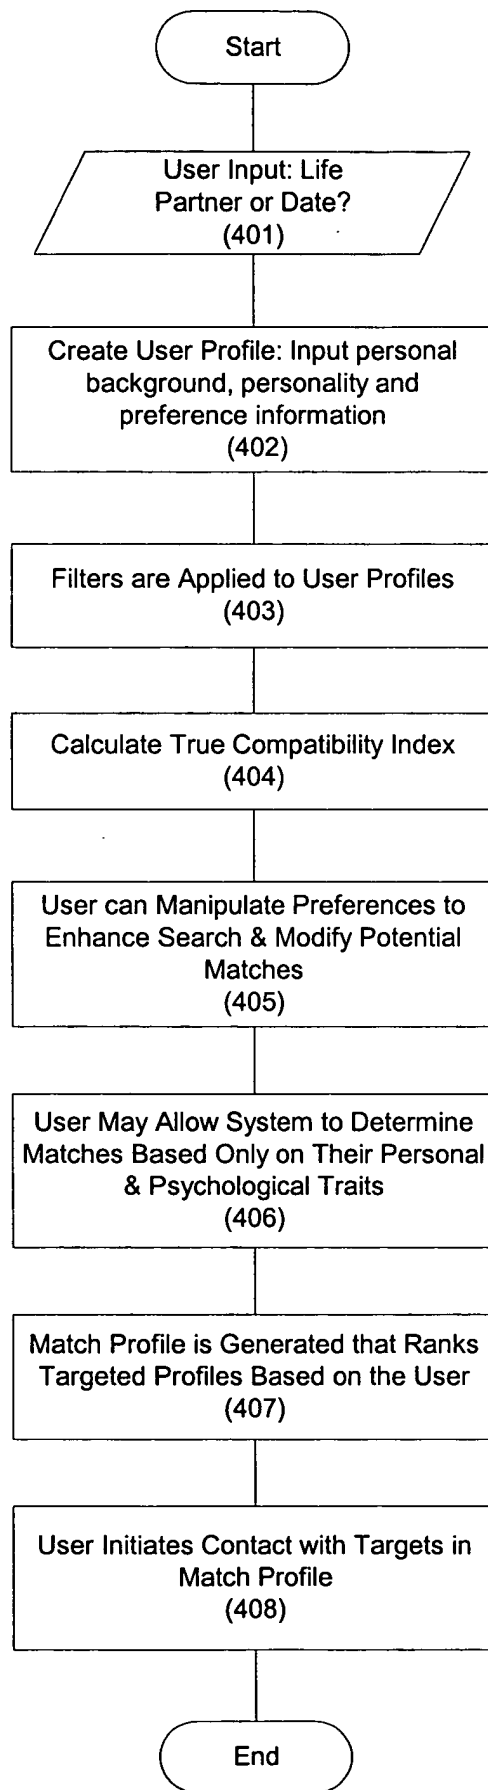 Start
User Input: Life
Partner or Date?
(401)
Create User Profile: Input personal
background, personality and
preference information
(402)
Filters are Applied to User Profiles
(403)
Calculate True Compatibility Index
(404)
User can Manipulate Preferences to
Enhance Search & Modify Potential
Matches
(405)
User May Allow System to Determine
Matches Based Only on Their Personal
& Psychological Traits
(406)
Match Profile is Generated that Ranks
Targeted Profiles Based on the User
(407)
User Initiates Contact with Targets in
Match Profile
(408)
End